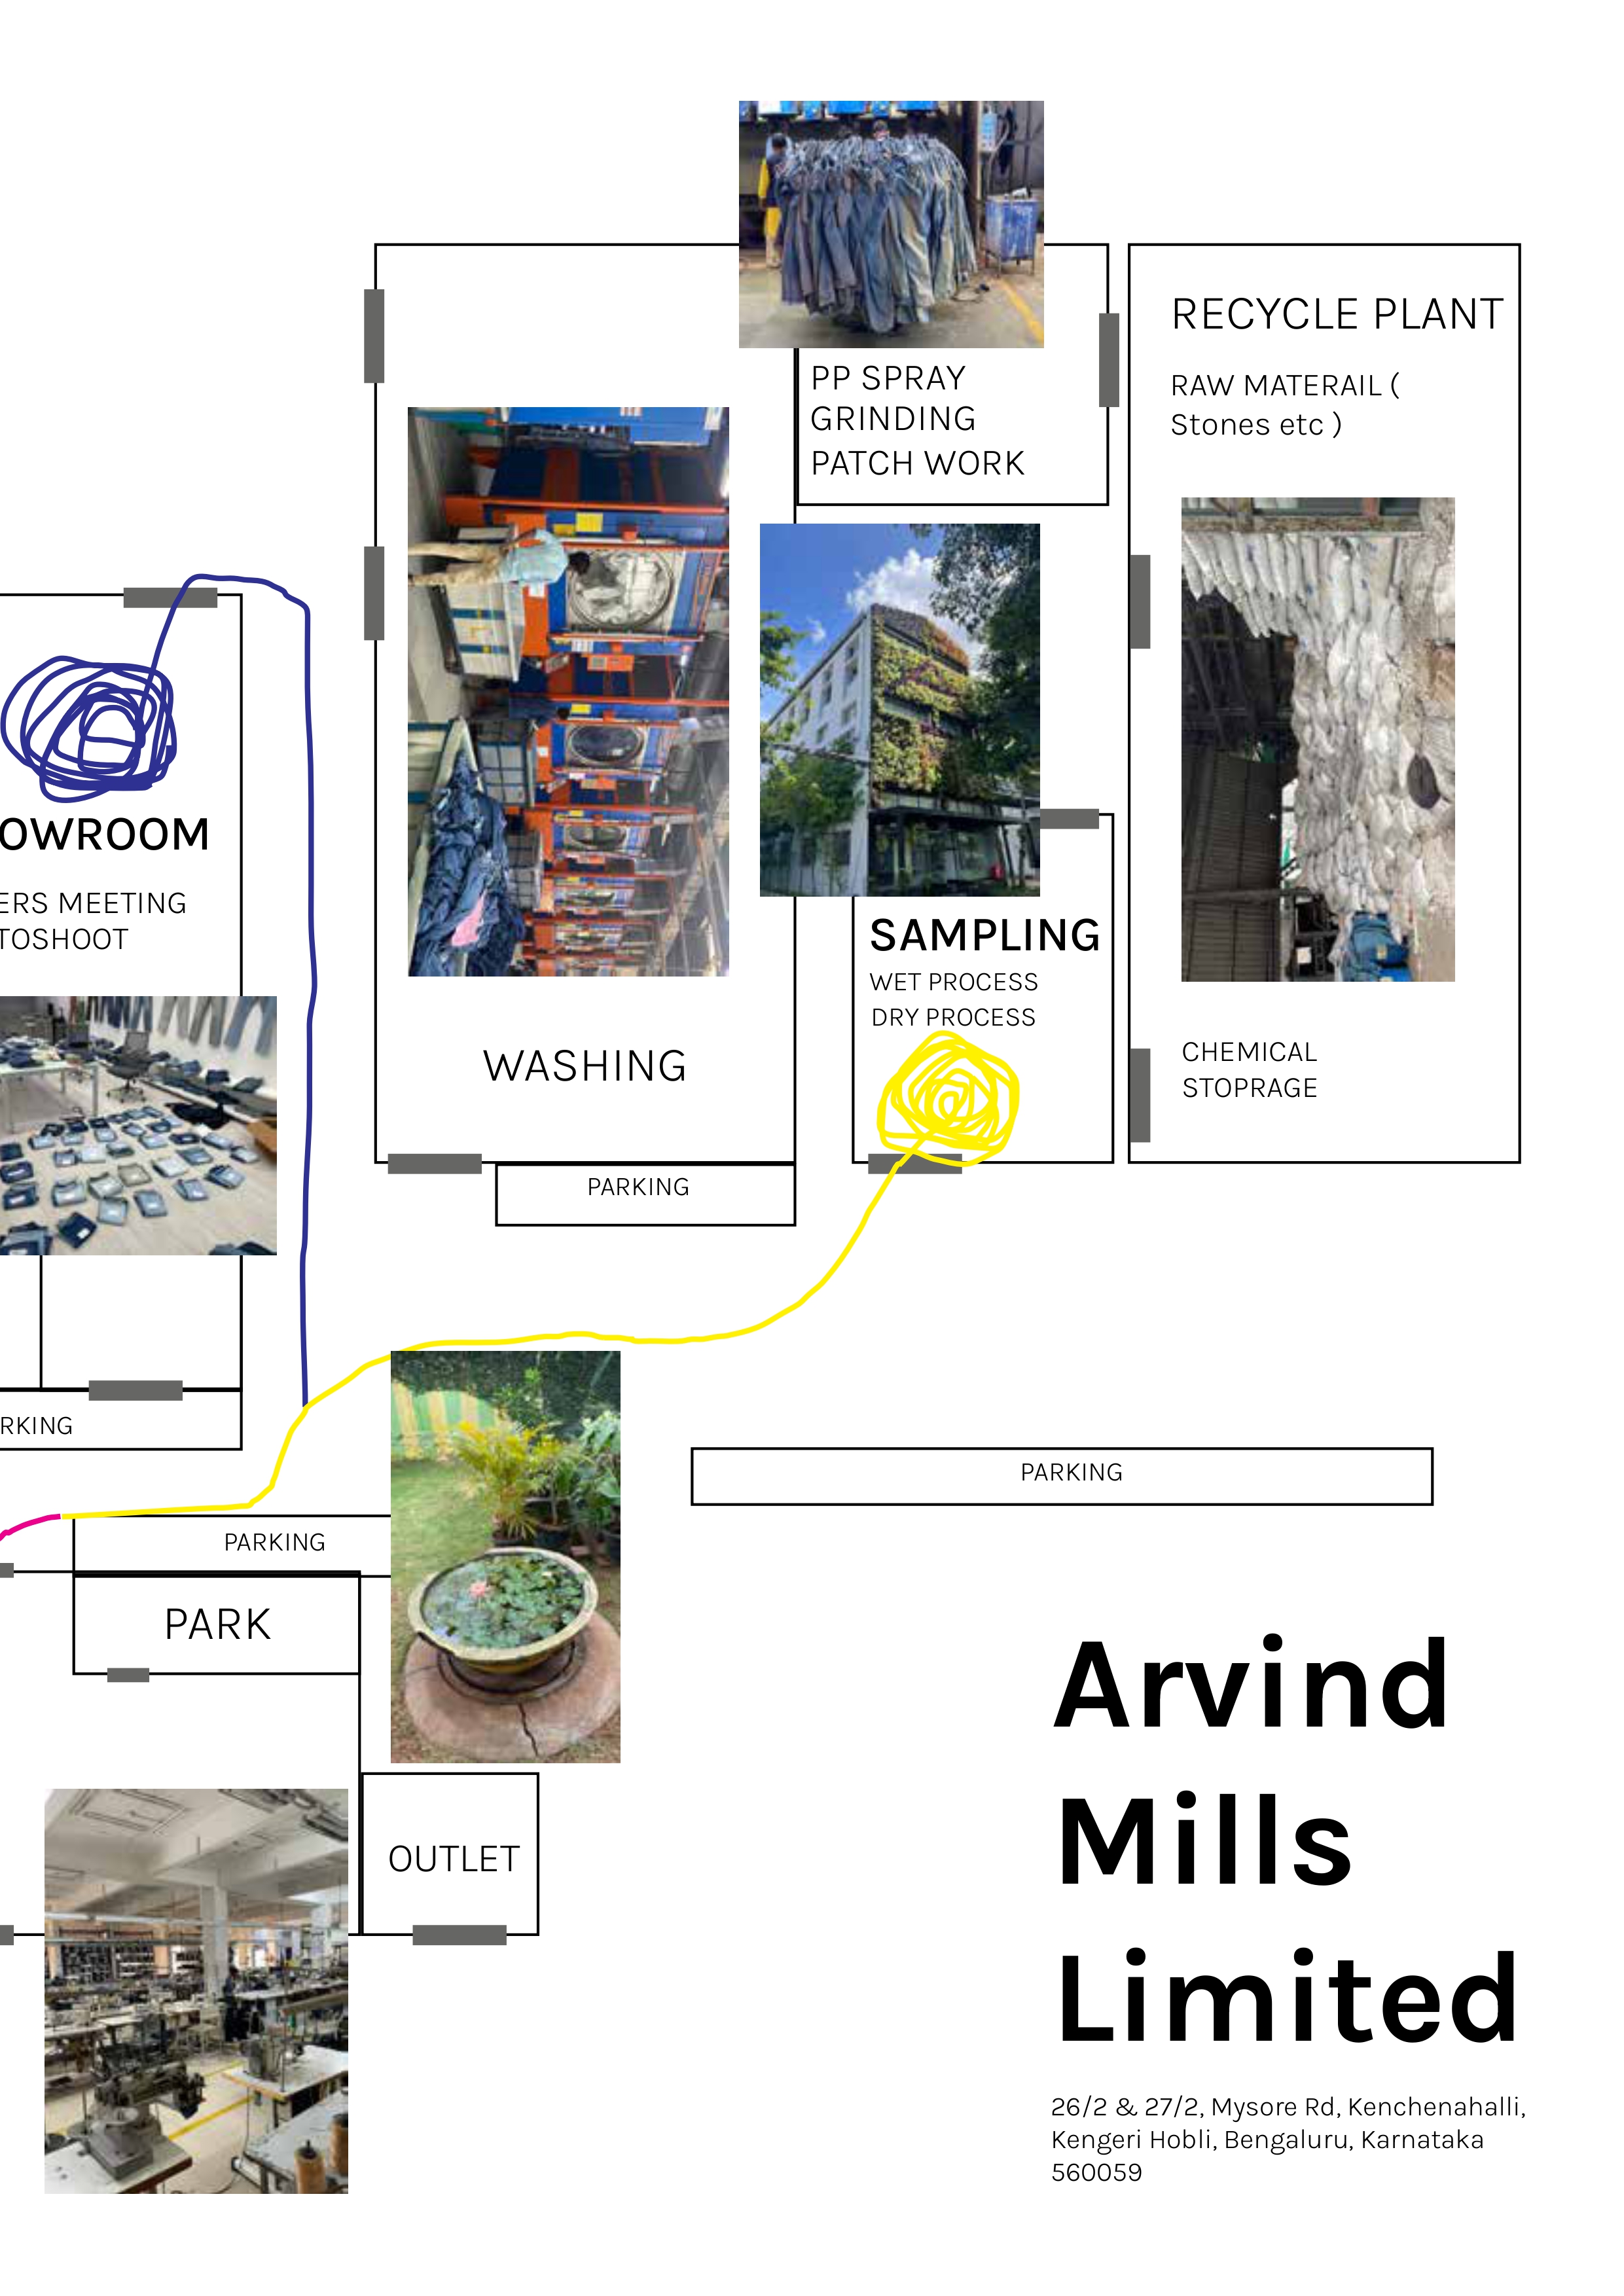 PP SPRAY
GRINDING
PATCH WORK
RECYCLE PLANT
RAW MATERAIL (
Stones etc )
OWROOM
ERS MEETING
TOSHOOT
SAMPLING
WET PROCESS
DRY PROCESS
WASHING
CHEMICAL
STOPRAGE
PARKING
RKING
PARKING
PARKING
PARK
OUTLET
Arvind
Mills
Limited
26/2 & 27/2, Mysore Rd, Kenchenahalli,
Kengeri Hobli, Bengaluru, Karnataka
560059